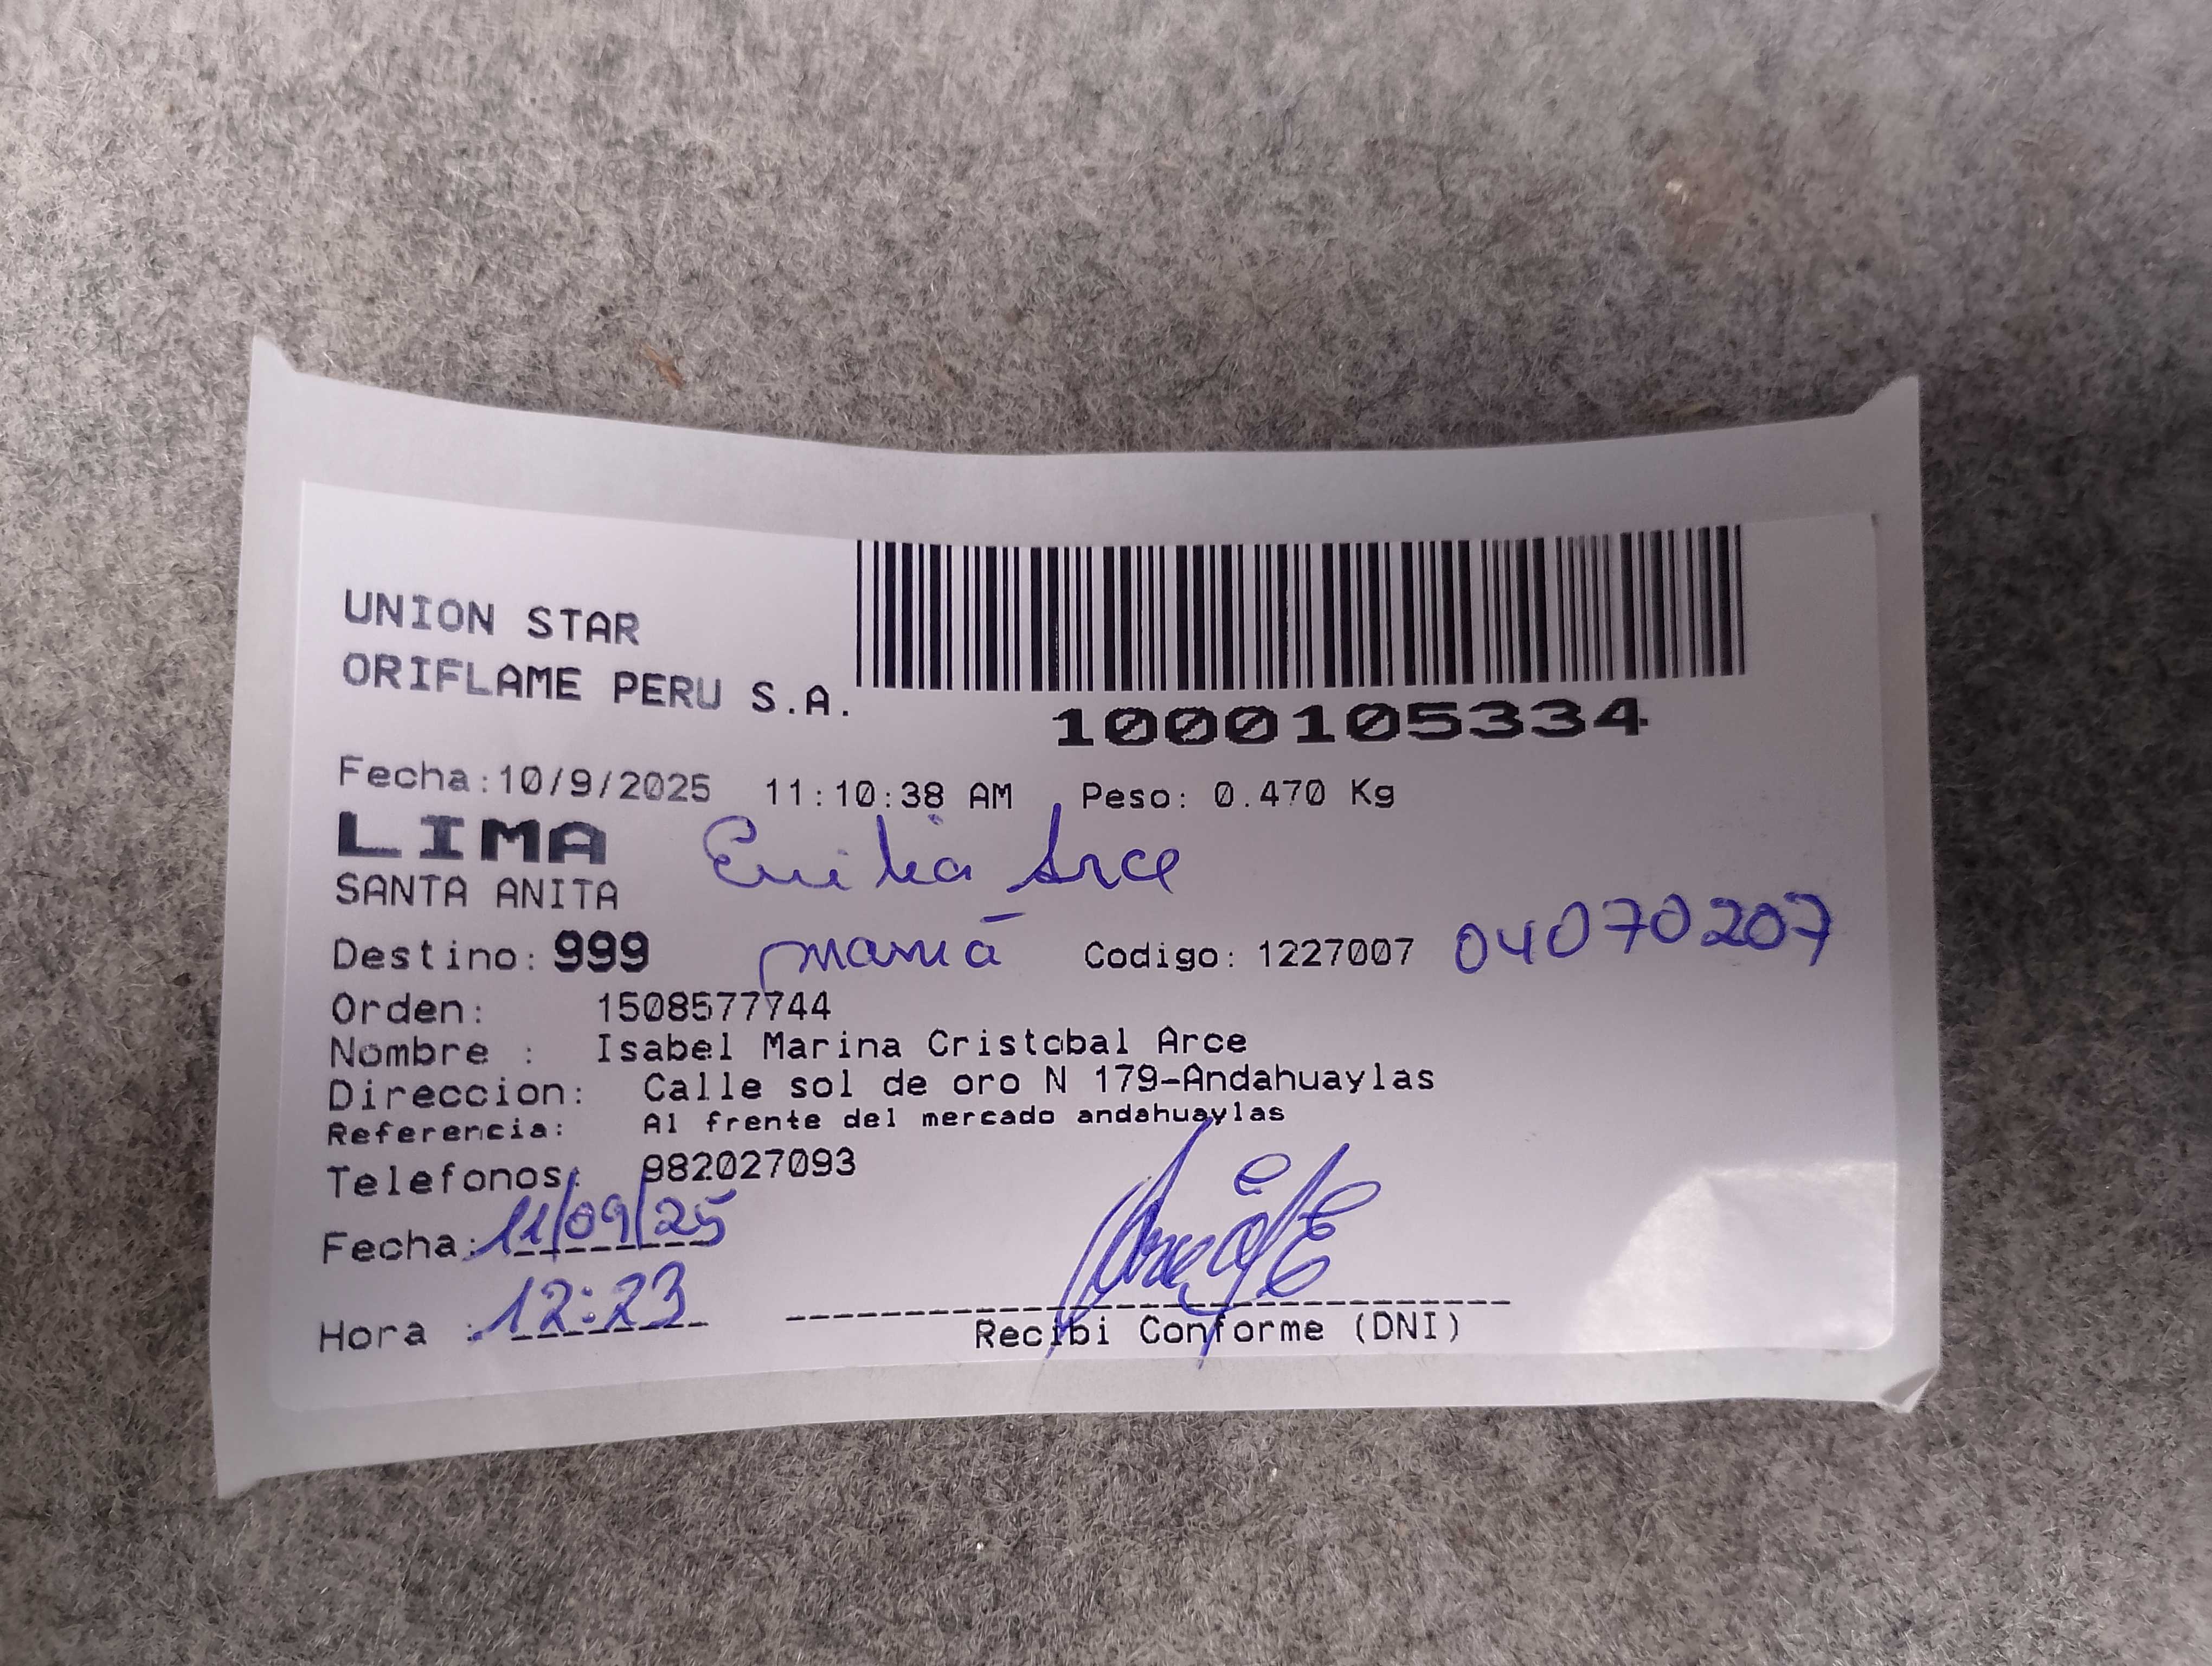 UNION STAR
ORIFLAME PERU S.A.
1000105334
Fecha:10/9/2025 11:10:38 AM Peso: 0.470 Kg
LIMA
SANTA ANITA Emilia Arce
Destino: 999 mamá Codigo: 1227007 04070207
Orden: 1508577744
Nombre : Isabel Marina Cristobal Arce
Direccion: Calle sol de oro N 179-Andahuaylas
Referencia: Al frente del mercado andahuaylas
Telefonos: 982027093
Fecha: 11/09/25
Hora : 12:23
Recibi Conforme (DNI)